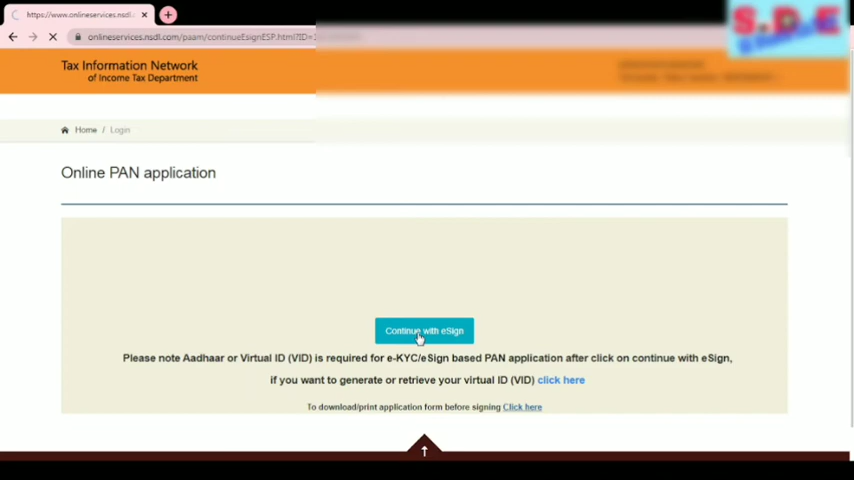 https://www.onlineservices.nsdl.
S.D.E
onlineservices.nsdl.com/paam/continueEsignESP.html?ID=
Tax Information Network
of Income Tax Department
Home / Login
Online PAN application
Continue with eSign
Please note Aadhaar or Virtual ID (VID) is required for e-KYC/eSign based PAN application after click on continue with eSign,
if you want to generate or retrieve your virtual ID (VID) click here
To download/print application form before signing Click here